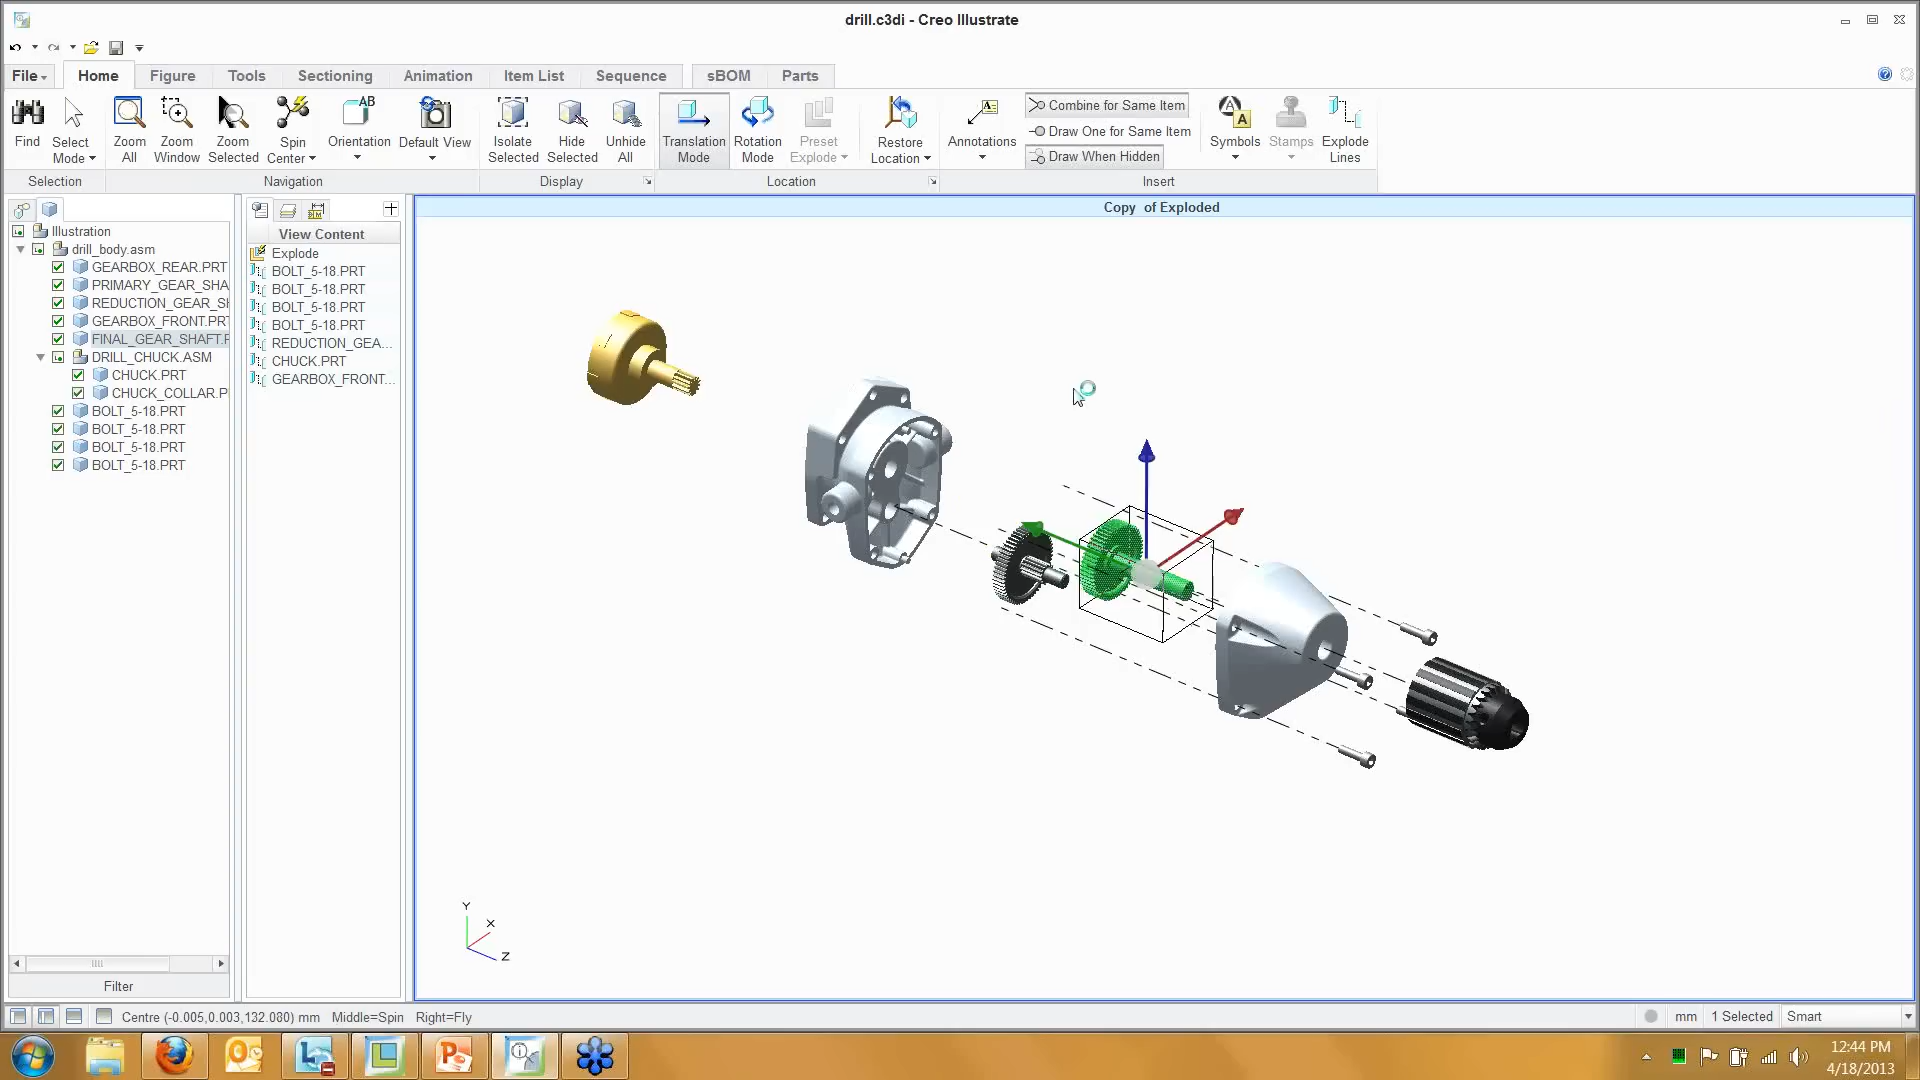 drill.c3di - Creo Illustrate
File
Home
Figure
Tools
Sectioning
Animation
Item List
Sequence
sBOM
Parts
Find
Select
Mode
Zoom
All
Zoom
Window
Zoom
Selected
Spin
Center
AB
Orientation
Default View
Isolate
Selected
Hide
Selected
Unhide
All
Translation
Mode
Rotation
Mode
Preset
Explode
Restore
Location
Annotations
Combine for Same Item
Draw One for Same Item
Draw When Hidden
Symbols
Stamps
Explode
Lines
Selection
Navigation
Display
Location
Insert
Illustration
drill_body.asm
GEARBOX_REAR.PRT
PRIMARY_GEAR_SHA
REDUCTION_GEAR_SH
GEARBOX_FRONT.PRT
FINAL_GEAR_SHAFT.P
DRILL_CHUCK.ASM
CHUCK.PRT
CHUCK_COLLAR.P
BOLT_5-18.PRT
BOLT_5-18.PRT
BOLT_5-18.PRT
BOLT_5-18.PRT
Filter
View Content
Explode
BOLT_5-18.PRT
BOLT_5-18.PRT
BOLT_5-18.PRT
BOLT_5-18.PRT
REDUCTION_GEA...
CHUCK.PRT
GEARBOX_FRONT...
Copy of Exploded
Y
X
Z
Centre (-0.005,0.003,132.080) mm Middle=Spin Right=Fly
mm
1 Selected
Smart
12:44 PM
4/18/2013